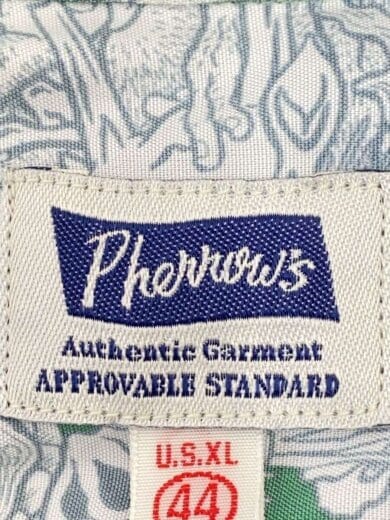 Pherrow's
Authentic Garment
APPROVABLE STANDARD
U.S.XL
44